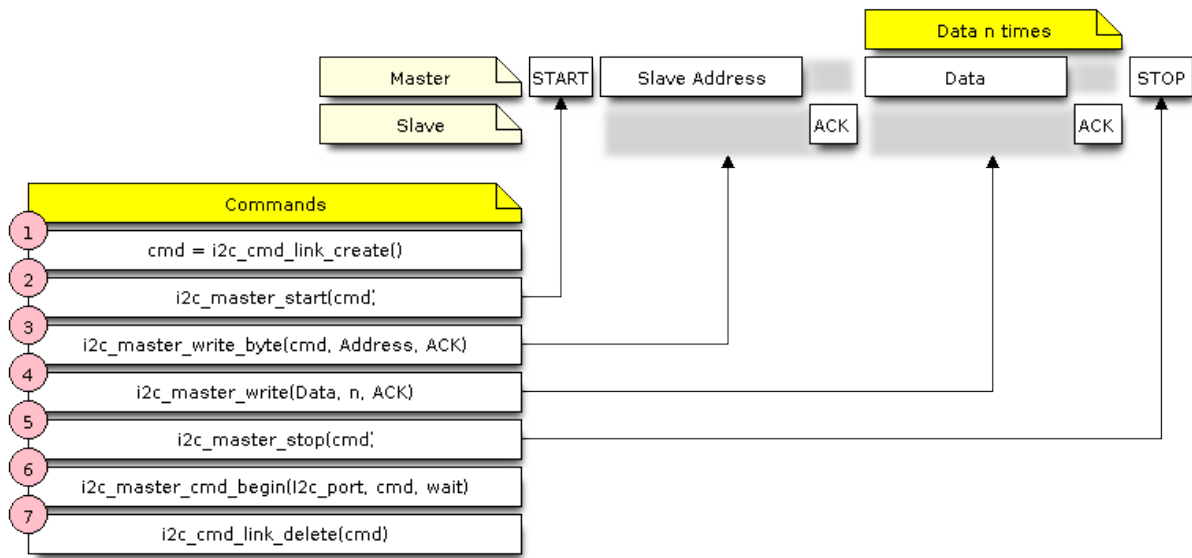 Data n times
Master START Slave Address Data STOP
Slave ACK ACK
Commands
1
cmd = i2c_cmd_link_create()
2
i2c_master_start(cmd)
3
i2c_master_write_byte(cmd, Address, ACK)
4
i2c_master_write(Data, n, ACK)
5
i2c_master_stop(cmd)
6
i2c_master_cmd_begin(I2c_port, cmd, wait)
7
i2c_cmd_link_delete(cmd)